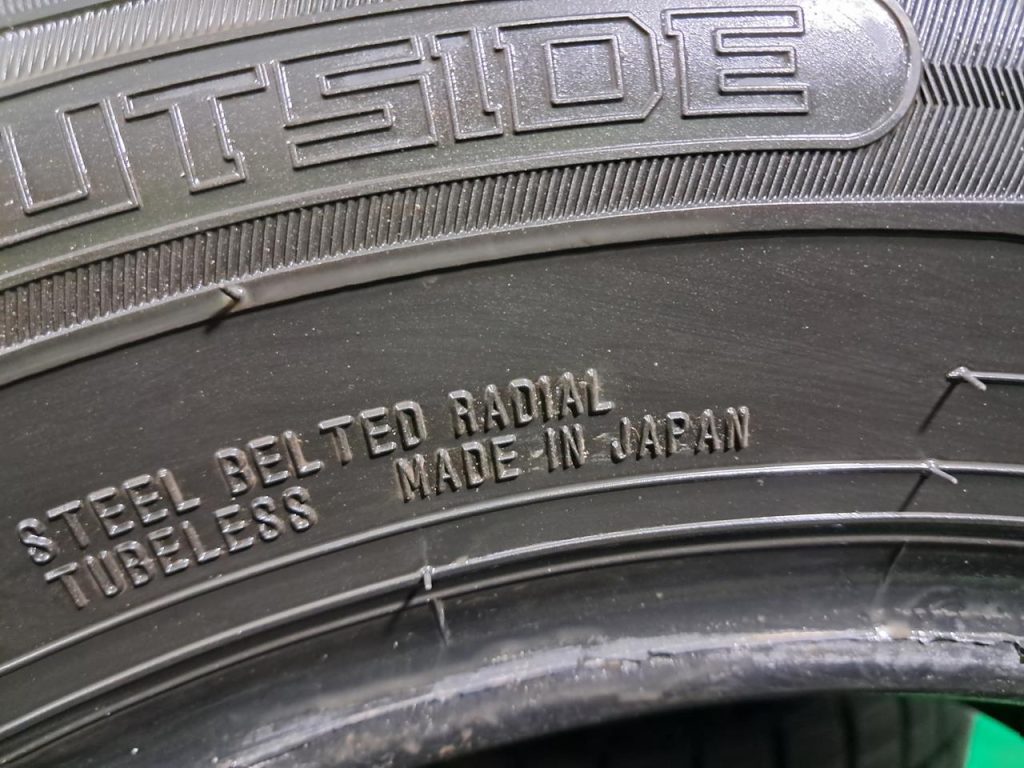 UTSIDE
STEEL BELTED RADIAL
TUBELESS MADE IN JAPAN